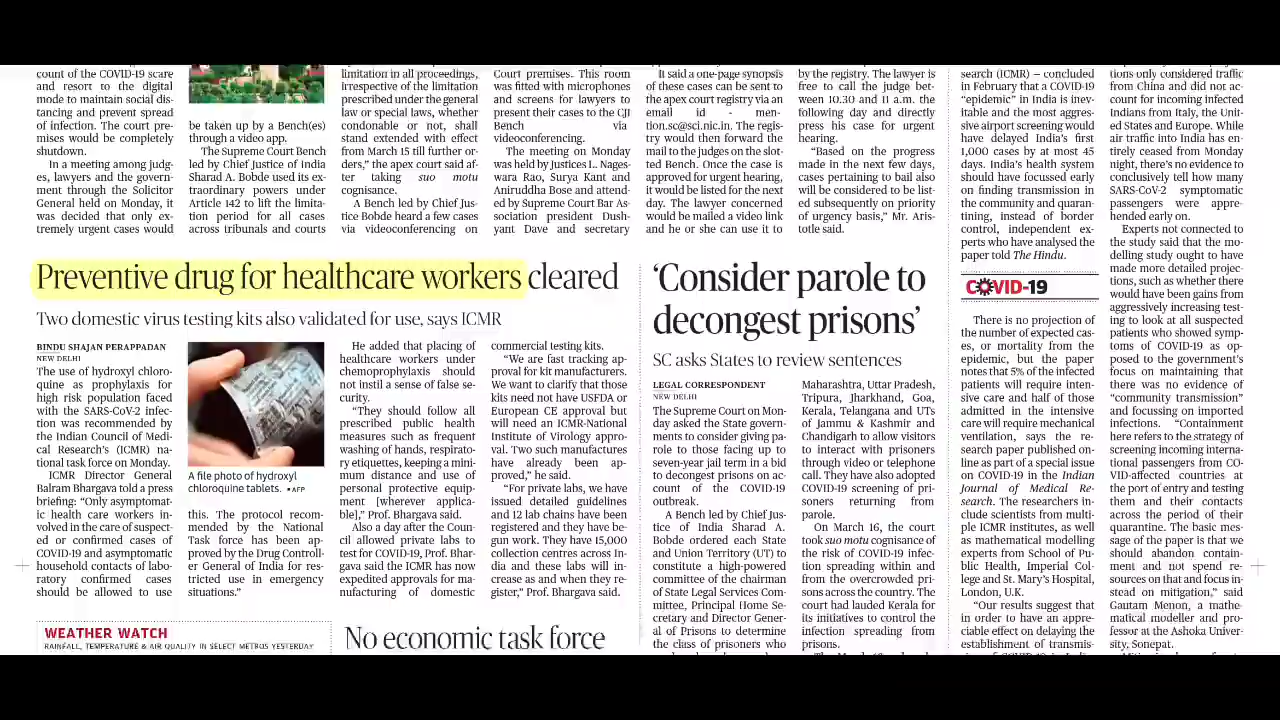 count of the COVID-19 scare
and resort to the digital
mode to maintain social dis-
tancing and prevent spread
of infection. The court pre-
mises would be completely
shutdown.
In a meeting among judg-
es, lawyers and the govern-
ment through the Solicitor
General held on Monday, it
was decided that only ex-
tremely urgent cases would
be taken up by a Bench(es)
through a video app.
The Supreme Court Bench
led by Chief Justice of India
Sharad A. Bobde used its ex-
traordinary powers under
Article 142 to lift the limita-
tion period for all cases
across tribunals and courts
limitation in all proceedings,
irrespective of the limitation
prescribed under the general
law or special laws, whether
condonable or not, shall
stand extended with effect
from March 15 till further or-
ders,” the apex court said af-
ter taking suo motu
cognisance.
A Bench led by Chief Jus-
tice Bobde heard a few cases
via videoconferencing on
Court premises. This room
was fitted with microphones
and screens for lawyers to
present their cases to the CJI
Bench via
videoconferencing.
The meeting on Monday
was held by Justices L. Nages-
wara Rao, Surya Kant and
Aniruddha Bose and attend-
ed by Supreme Court Bar As-
sociation president Dush-
yant Dave and secretary
It said a one-page synopsis
of these cases can be sent to
the apex court registry via an
email id - men-
tion.sc@sci.nic.in. The regis-
try would then forward the
mail to the judges on the slot-
ted Bench. Once the case is
approved for urgent hearing,
it would be listed for the next
day. The lawyer concerned
would be mailed a video link
and he or she can use it to
by the registry. The lawyer is
free to call the judge bet-
ween 10.30 and 11 a.m. the
following day and directly
press his case for urgent
hearing.
“Based on the progress
made in the next few days,
cases pertaining to bail also
will be considered to be list-
ed subsequently on priority
of urgency basis,” Mr. Aris-
totle said.
Preventive drug for healthcare workers cleared
Two domestic virus testing kits also validated for use, says ICMR
BINDU SHAJAN PERAPPADAN
NEW DELHI
The use of hydroxyl chloro-
quine as prophylaxis for
high risk population faced
with the SARS-CoV-2 infec-
tion was recommended by
the Indian Council of Medi-
cal Research’s (ICMR) na-
tional task force on Monday.
ICMR Director General
Balram Bhargava told a press
briefing: “Only asymptomat-
ic health care workers in-
volved in the care of suspect-
ed or confirmed cases of
COVID-19 and asymptomatic
household contacts of labo-
ratory confirmed cases
should be allowed to use
A file photo of hydroxyl
chloroquine tablets. •AFP
this. The protocol recom-
mended by the National
Task force has been ap-
proved by the Drug Controll-
er General of India for res-
tricted use in emergency
situations.”
He added that placing of
healthcare workers under
chemoprophylaxis should
not instil a sense of false se-
curity.
“They should follow all
prescribed public health
measures such as frequent
washing of hands, respirato-
ry etiquettes, keeping a mini-
mum distance and use of
personal protective equip-
ment [wherever applica-
ble],” Prof. Bhargava said.
Also a day after the Coun-
cil allowed private labs to
test for COVID-19, Prof. Bhar-
gava said the ICMR has now
expedited approvals for ma-
nufacturing of domestic
commercial testing kits.
“We are fast tracking ap-
proval for kit manufacturers.
We want to clarify that those
kits need not have USFDA or
European CE approval but
will need an ICMR-National
Institute of Virology appro-
val. Two such manufactures
have already been ap-
proved,” he said.
“For private labs, we have
issued detailed guidelines
and 12 lab chains have been
registered and they have be-
gun work. They have 15,000
collection centres across In-
dia and these labs will in-
crease as and when they re-
gister,” Prof. Bhargava said.
‘Consider parole to
decongest prisons’
SC asks States to review sentences
LEGAL CORRESPONDENT
NEW DELHI
The Supreme Court on Mon-
day asked the State govern-
ments to consider giving pa-
role to those facing up to
seven-year jail term in a bid
to decongest prisons on ac-
count of the COVID-19
outbreak.
A Bench led by Chief Jus-
tice of India Sharad A.
Bobde ordered each State
and Union Territory (UT) to
constitute a high-powered
committee of the chairman
of State Legal Services Com-
mittee, Principal Home Se-
cretary and Director Gener-
al of Prisons to determine
the class of prisoners who
Maharashtra, Uttar Pradesh,
Tripura, Jharkhand, Goa,
Kerala, Telangana and UTs
of Jammu & Kashmir and
Chandigarh to allow visitors
to interact with prisoners
through video or telephone
call. They have also adopted
COVID-19 screening of pri-
soners returning from
parole.
On March 16, the court
took suo motu cognisance of
the risk of COVID-19 infec-
tion spreading within and
from the overcrowded pri-
sons across the country. The
court had lauded Kerala for
its initiatives to control the
infection spreading from
prisons.
search (ICMR) — concluded
in February that a COVID-19
“epidemic” in India is inev-
itable and the most aggres-
sive airport screening would
have delayed India’s first
1,000 cases by at most 45
days. India’s health system
should have focussed early
on finding transmission in
the community and quaran-
tining, instead of border
control, independent ex-
perts who have analysed the
paper told The Hindu.
COVID-19
There is no projection of
the number of expected cas-
es, or mortality from the
epidemic, but the paper
notes that 5% of the infected
patients will require inten-
sive care and half of those
admitted in the intensive
care will require mechanical
ventilation, says the re-
search paper published on-
line as part of a special issue
on COVID-19 in the Indian
Journal of Medical Re-
search. The researchers in-
clude scientists from multi-
ple ICMR institutes, as well
as mathematical modelling
experts from School of Pu-
blic Health, Imperial Col-
lege and St. Mary’s Hospital,
London, U.K.
“Our results suggest that
in order to have an appre-
ciable effect on delaying the
establishment of transmis-
tions only considered traffic
from China and did not ac-
count for incoming infected
Indians from Italy, the Unit-
ed States and Europe. While
air traffic into India has en-
tirely ceased from Monday
night, there’s no evidence to
conclusively tell how many
SARS-CoV-2 symptomatic
passengers were appre-
hended early on.
Experts not connected to
the study said that the mo-
delling study ought to have
made more detailed projec-
tions, such as whether there
would have been gains from
aggressively increasing test-
ing to look at all suspected
patients who showed symp-
toms of COVID-19 as op-
posed to the government’s
focus on maintaining that
there was no evidence of
“community transmission”
and focussing on imported
infections. “Containment
here refers to the strategy of
screening incoming interna-
tional passengers from CO-
VID-affected countries at
the port of entry and testing
them and their contacts
across the period of their
quarantine. The basic mes-
sage of the paper is that we
should abandon contain-
ment and not spend re-
sources on that and focus in-
stead on mitigation,” said
Gautam Menon, a mathe-
matical modeller and pro-
fessor at the Ashoka Univer-
sity, Sonepat.
WEATHER WATCH
RAINFALL, TEMPERATURE & AIR QUALITY IN SELECT METROS YESTERDAY
No economic task force